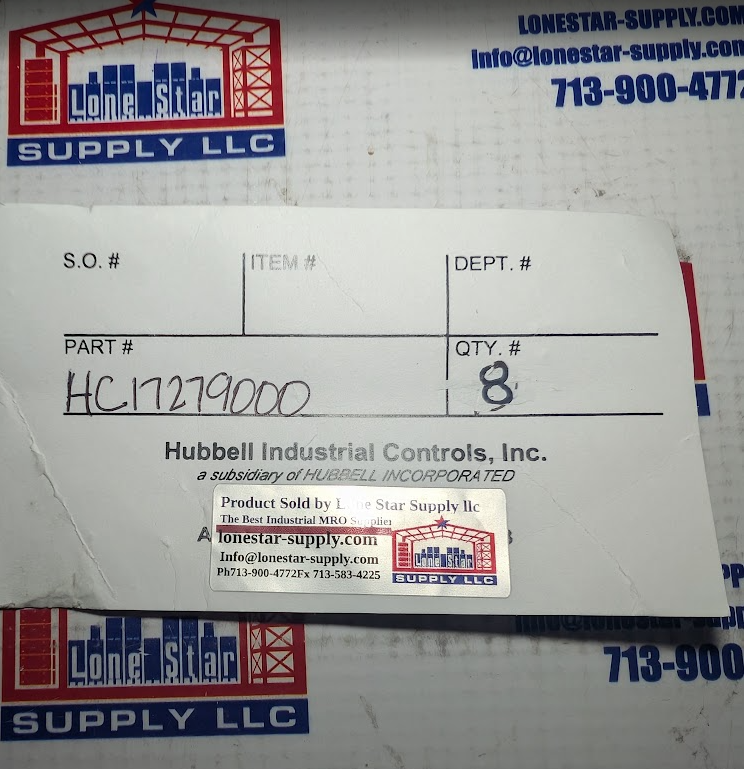 Lone Star
SUPPLY LLC
LONESTAR-SUPPLY.COM
Info@lonestar-supply.com
713-900-4772
S.O. #
ITEM #
DEPT. #
PART #
HC17279000
QTY. #
8
Hubbell Industrial Controls, Inc.
a subsidiary of HUBBELL INCORPORATED
Product Sold by Lone Star Supply llc
The Best Industrial MRO Supplier
lonestar-supply.com
Info@lonestar-supply.com
Ph713-900-4772Fx 713-583-4225
Lone Star
SUPPLY LLC
Lone Star
SUPPLY LLC
713-900